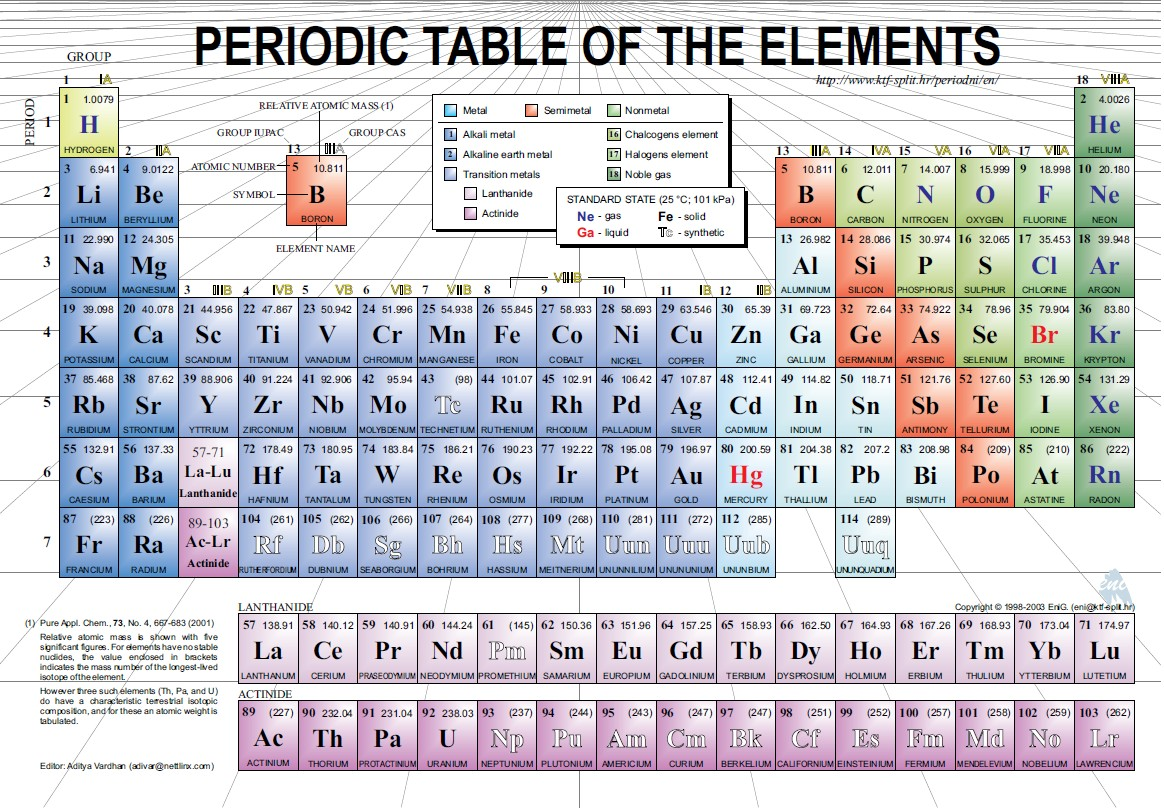 PERIODIC TABLE OF THE ELEMENTS
http://www.ktf-split.hr/periodni/en/
GROUP
PERIOD
1 IA
18 VIIIA
1
1 1.0079
H
HYDROGEN
2 4.0026
He
HELIUM
RELATIVE ATOMIC MASS (1)
GROUP IUPAC GROUP CAS
13 IIIA
ATOMIC NUMBER 5 10.811
SYMBOL B
BORON
ELEMENT NAME
Metal Semimetal Nonmetal
1 Alkali metal 16 Chalcogens element
2 Alkaline earth metal 17 Halogens element
Transition metals 18 Noble gas
Lanthanide
Actinide
STANDARD STATE (25 °C; 101 kPa)
Ne - gas Fe - solid
Ga - liquid Tc - synthetic
2 IIA 13 IIIA 14 IVA 15 VA 16 VIA 17 VIIA
2
3 6.941 4 9.0122 5 10.811 6 12.011 7 14.007 8 15.999 9 18.998 10 20.180
Li Be B C N O F Ne
LITHIUM BERYLLIUM BORON CARBON NITROGEN OXYGEN FLUORINE NEON
3
11 22.990 12 24.305 13 26.982 14 28.086 15 30.974 16 32.065 17 35.453 18 39.948
Na Mg Al Si P S Cl Ar
SODIUM MAGNESIUM ALUMINIUM SILICON PHOSPHORUS SULPHUR CHLORINE ARGON
VIIIB
3 IIIB 4 IVB 5 VB 6 VIB 7 VIIB 8 9 10 11 IB 12 IIB
4
19 39.098 20 40.078 21 44.956 22 47.867 23 50.942 24 51.996 25 54.938 26 55.845 27 58.933 28 58.693 29 63.546 30 65.39 31 69.723 32 72.64 33 74.922 34 78.96 35 79.904 36 83.80
K Ca Sc Ti V Cr Mn Fe Co Ni Cu Zn Ga Ge As Se Br Kr
POTASSIUM CALCIUM SCANDIUM TITANIUM VANADIUM CHROMIUM MANGANESE IRON COBALT NICKEL COPPER ZINC GALLIUM GERMANIUM ARSENIC SELENIUM BROMINE KRYPTON
5
37 85.468 38 87.62 39 88.906 40 91.224 41 92.906 42 95.94 43 (98) 44 101.07 45 102.91 46 106.42 47 107.87 48 112.41 49 114.82 50 118.71 51 121.76 52 127.60 53 126.90 54 131.29
Rb Sr Y Zr Nb Mo Tc Ru Rh Pd Ag Cd In Sn Sb Te I Xe
RUBIDIUM STRONTIUM YTTRIUM ZIRCONIUM NIOBIUM MOLYBDENUM TECHNETIUM RUTHENIUM RHODIUM PALLADIUM SILVER CADMIUM INDIUM TIN ANTIMONY TELLURIUM IODINE XENON
6
55 132.91 56 137.33 57-71 72 178.49 73 180.95 74 183.84 75 186.21 76 190.23 77 192.22 78 195.08 79 196.97 80 200.59 81 204.38 82 207.2 83 208.98 84 (209) 85 (210) 86 (222)
Cs Ba La-Lu Hf Ta W Re Os Ir Pt Au Hg Tl Pb Bi Po At Rn
CAESIUM BARIUM Lanthanide HAFNIUM TANTALUM TUNGSTEN RHENIUM OSMIUM IRIDIUM PLATINUM GOLD MERCURY THALLIUM LEAD BISMUTH POLONIUM ASTATINE RADON
7
87 (223) 88 (226) 89-103 104 (261) 105 (262) 106 (266) 107 (264) 108 (277) 109 (268) 110 (281) 111 (272) 112 (285) 114 (289)
Fr Ra Ac-Lr Rf Db Sg Bh Hs Mt Uun Uuu Uub Uuq
FRANCIUM RADIUM Actinide RUTHERFORDIUM DUBNIUM SEABORGIUM BOHRIUM HASSIUM MEITNERIUM UNUNNILIUM UNUNUNIUM UNUNBIUM UNUNQUADIUM
LANTHANIDE
Copyright © 1998-2003 EniG. (eni@ktf-split.hr)
57 138.91 58 140.12 59 140.91 60 144.24 61 (145) 62 150.36 63 151.96 64 157.25 65 158.93 66 162.50 67 164.93 68 167.26 69 168.93 70 173.04 71 174.97
La Ce Pr Nd Pm Sm Eu Gd Tb Dy Ho Er Tm Yb Lu
LANTHANUM CERIUM PRASEODYMIUM NEODYMIUM PROMETHIUM SAMARIUM EUROPIUM GADOLINIUM TERBIUM DYSPROSIUM HOLMIUM ERBIUM THULIUM YTTERBIUM LUTETIUM
ACTINIDE
89 (227) 90 232.04 91 231.04 92 238.03 93 (237) 94 (244) 95 (243) 96 (247) 97 (247) 98 (251) 99 (252) 100 (257) 101 (258) 102 (259) 103 (262)
Ac Th Pa U Np Pu Am Cm Bk Cf Es Fm Md No Lr
ACTINIUM THORIUM PROTACTINIUM URANIUM NEPTUNIUM PLUTONIUM AMERICIUM CURIUM BERKELIUM CALIFORNIUM EINSTEINIUM FERMIUM MENDELEVIUM NOBELIUM LAWRENCIUM
(1) Pure Appl. Chem., 73, No. 4, 667-683 (2001)
Relative atomic mass is shown with five
significant figures. For elements have no stable
nuclides, the value enclosed in brackets
indicates the mass number of the longest-lived
isotope of the element.
However three such elements (Th, Pa, and U)
do have a characteristic terrestrial isotopic
composition, and for these an atomic weight is
tabulated.
Editor: Aditya Vardhan (adivar@nettlinx.com)
eni